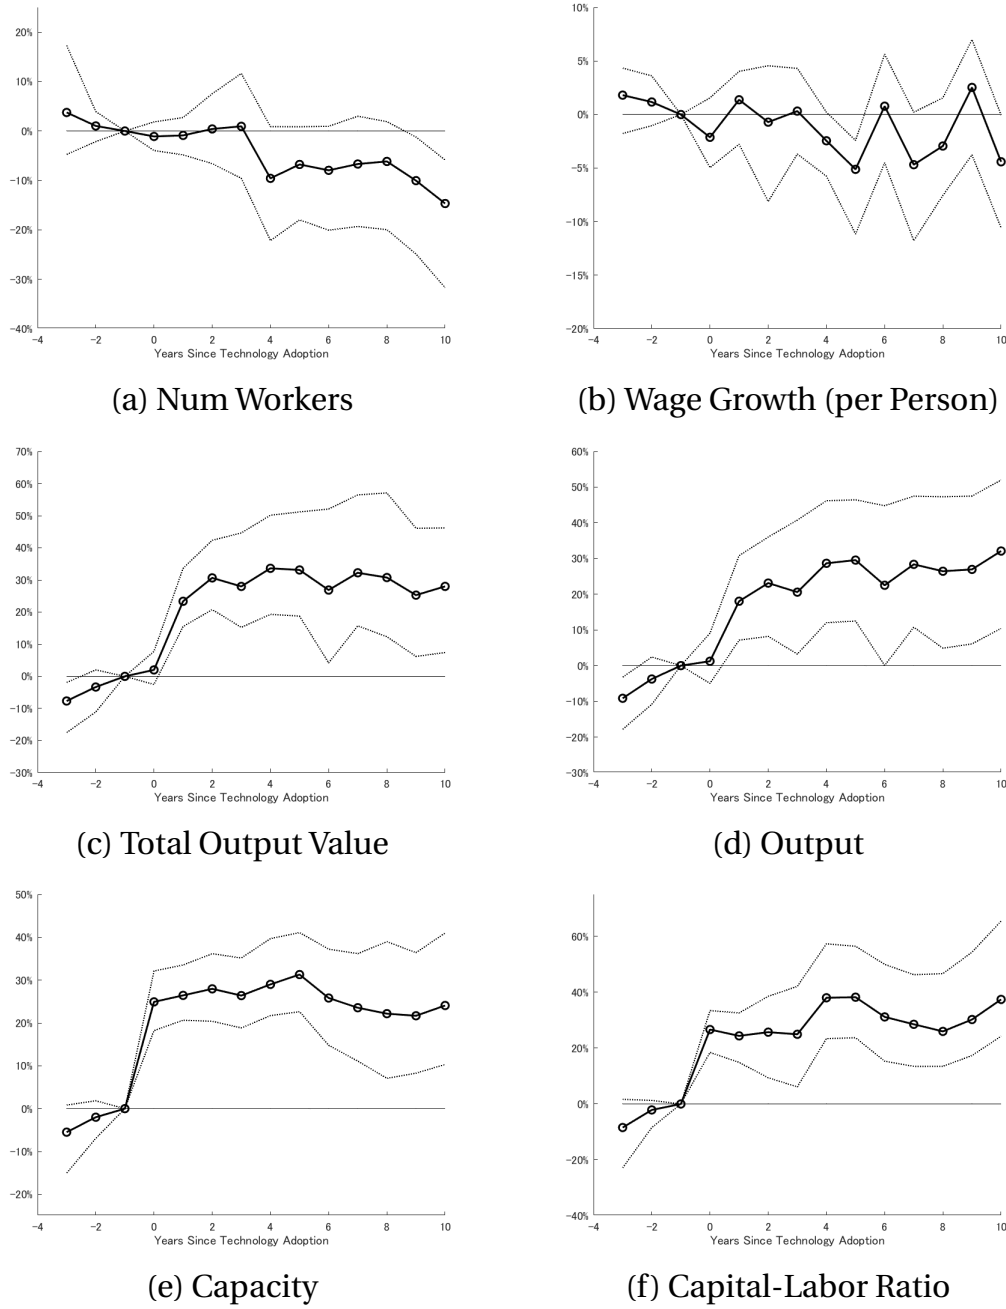 20%
10%
0%
-10%
-20%
-30%
-40%
-4 -2 0 2 4 6 8 10
Years Since Technology Adoption
(a) Num Workers
10%
5%
0%
-5%
-10%
-15%
-20%
-4 -2 0 2 4 6 8 10
Years Since Technology Adoption
(b) Wage Growth (per Person)
70%
60%
50%
40%
30%
20%
10%
0%
-10%
-20%
-30%
-4 -2 0 2 4 6 8 10
Years Since Technology Adoption
(c) Total Output Value
60%
50%
40%
30%
20%
10%
0%
-10%
-20%
-30%
-4 -2 0 2 4 6 8 10
Years Since Technology Adoption
(d) Output
50%
40%
30%
20%
10%
0%
-10%
-20%
-4 -2 0 2 4 6 8 10
Years Since Technology Adoption
(e) Capacity
60%
40%
20%
0%
-20%
-40%
-4 -2 0 2 4 6 8 10
Years Since Technology Adoption
(f) Capital-Labor Ratio